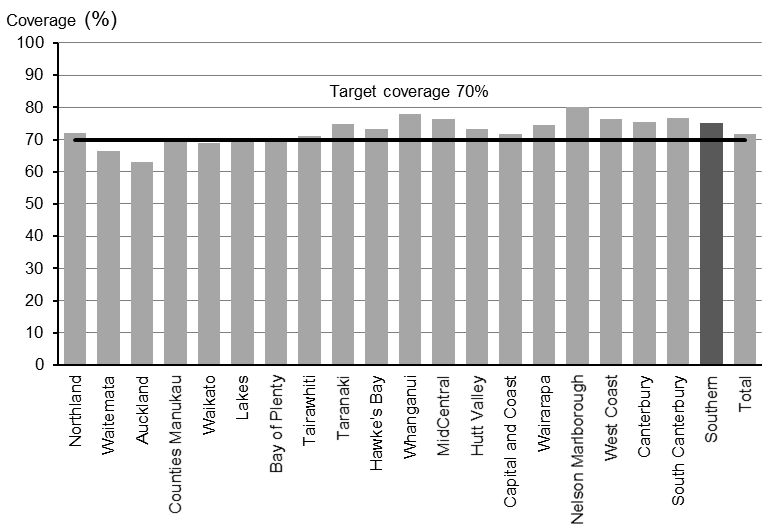 Coverage (%)
100
90
80
70
60
50
40
30
20
10
0
Target coverage 70%
Northland
Waitemata
Auckland
Counties Manukau
Waikato
Lakes
Bay of Plenty
Tairawhiti
Taranaki
Hawke's Bay
Whanganui
MidCentral
Hutt Valley
Capital and Coast
Wairarapa
Nelson Marlborough
West Coast
Canterbury
South Canterbury
Southern
Total